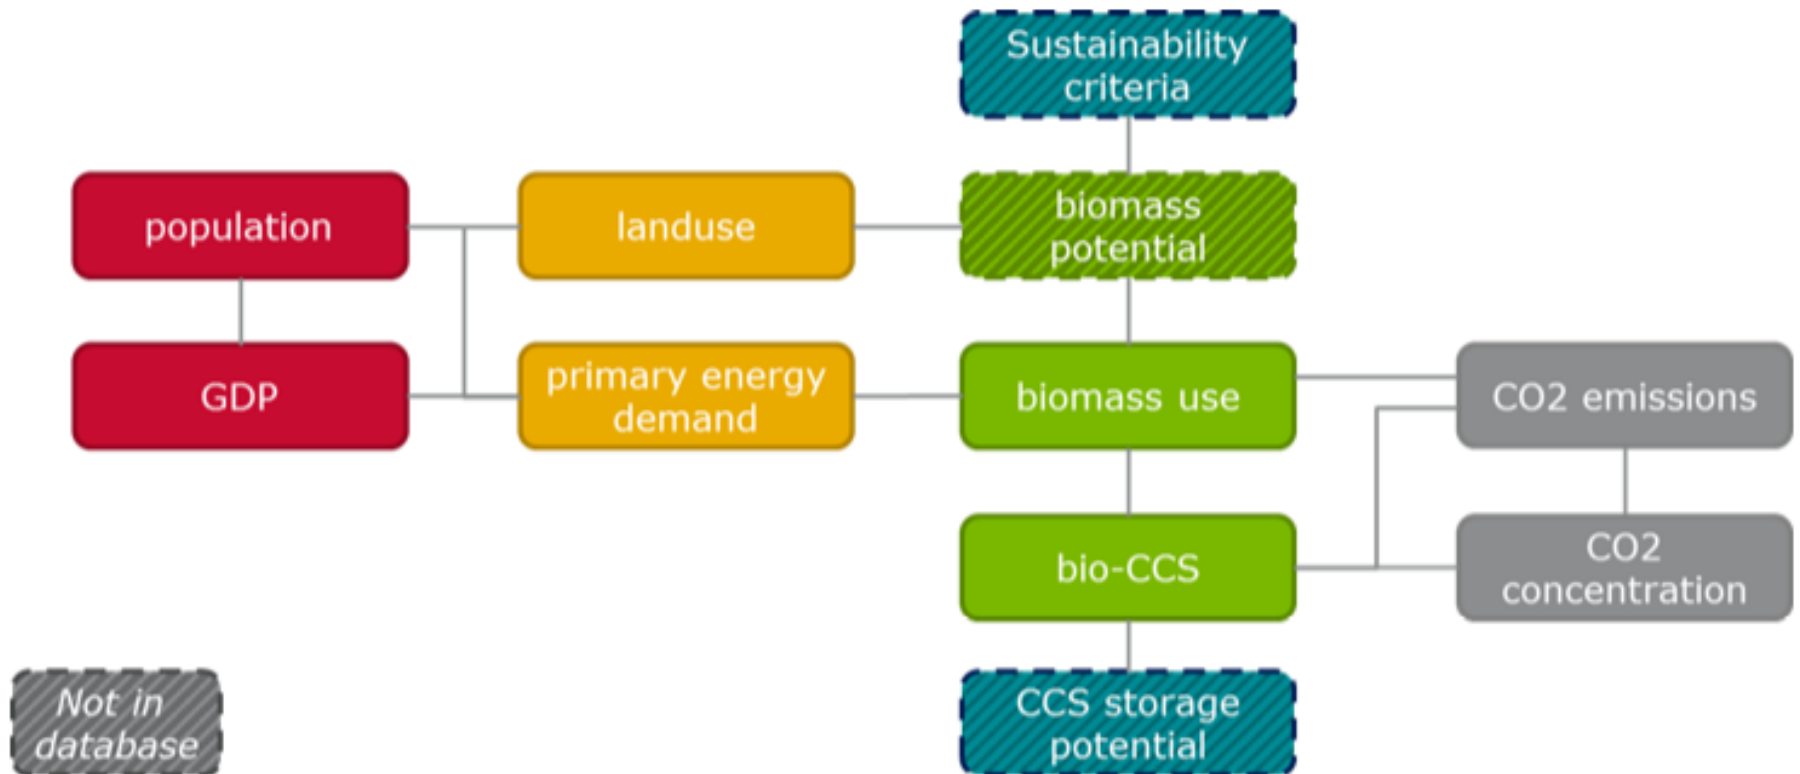 Sustainability
criteria
population
landuse
biomass
potential
GDP
primary energy
demand
biomass use
CO2 emissions
bio-CCS
CO2
concentration
Not in
database
CCS storage
potential